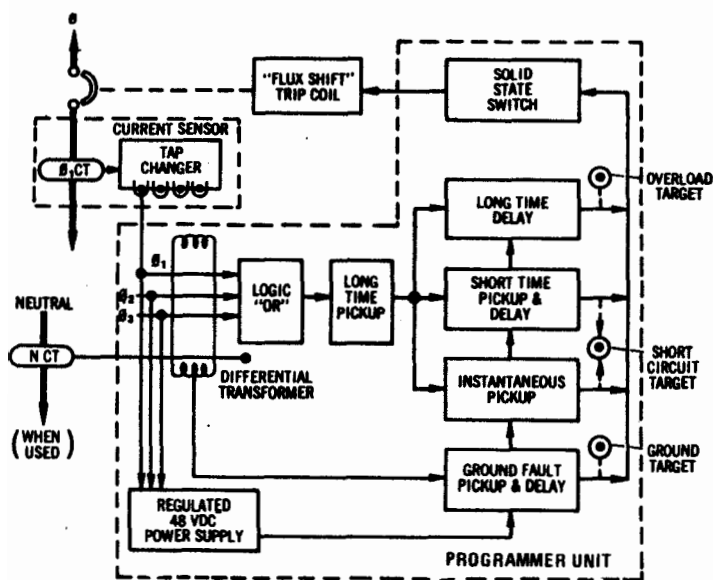 ø
"FLUX SHIFT"
TRIP COIL
SOLID
STATE
SWITCH
CURRENT SENSOR
TAP
CHANGER
ø₁CT
OVERLOAD
TARGET
LONG TIME
DELAY
ø₁
ø₂
ø₃
LOGIC
"OR"
LONG
TIME
PICKUP
SHORT TIME
PICKUP &
DELAY
NEUTRAL
N CT
(WHEN
USED)
DIFFERENTIAL
TRANSFORMER
INSTANTANEOUS
PICKUP
SHORT
CIRCUIT
TARGET
GROUND FAULT
PICKUP & DELAY
GROUND
TARGET
REGULATED
48 VDC
POWER SUPPLY
PROGRAMMER UNIT